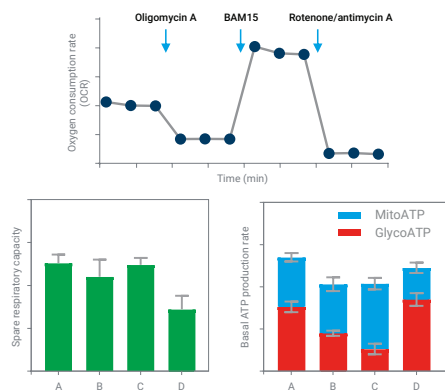 Oligomycin A BAM15 Rotenone/antimycin A
Oxygen consumption rate
(OCR)
Time (min)
Spare respiratory capacity
A B C D
Basal ATP production rate
MitoATP
GlycoATP
A B C D